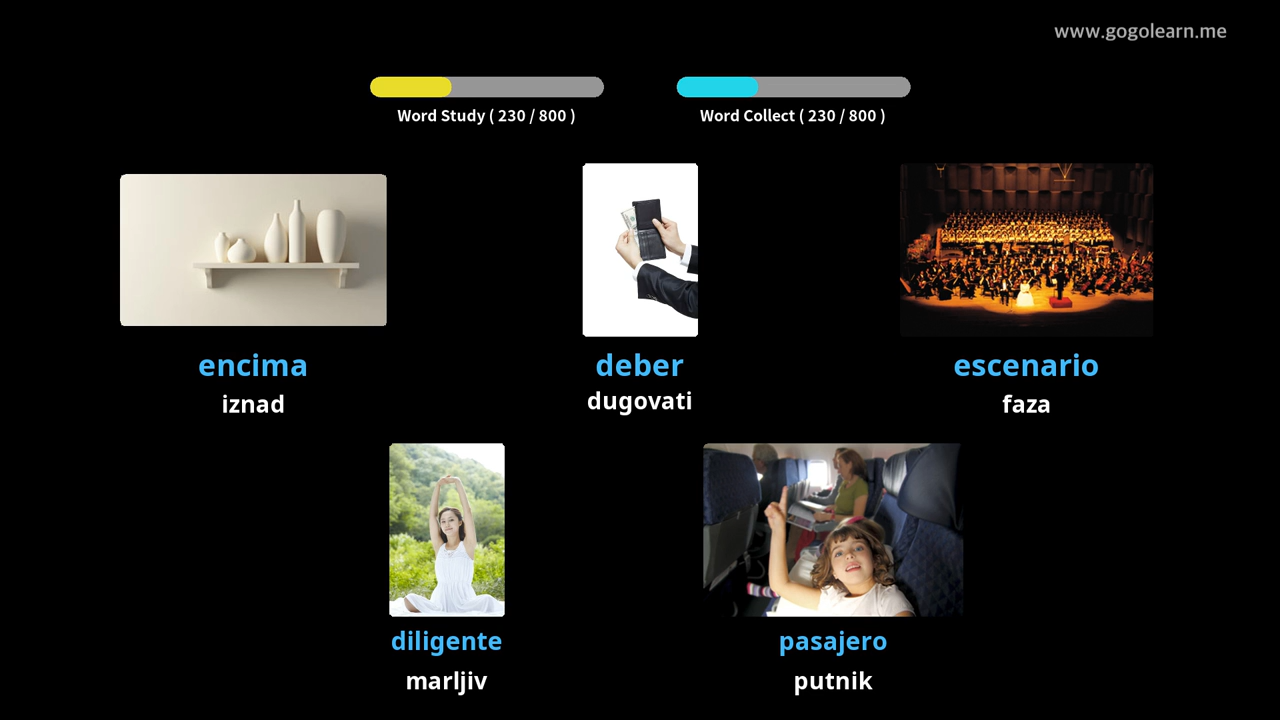 www.gogolearn.me
Word Study ( 230 / 800 )
Word Collect ( 230 / 800 )
encima
iznad
deber
dugovati
escenario
faza
diligente
marljiv
pasajero
putnik